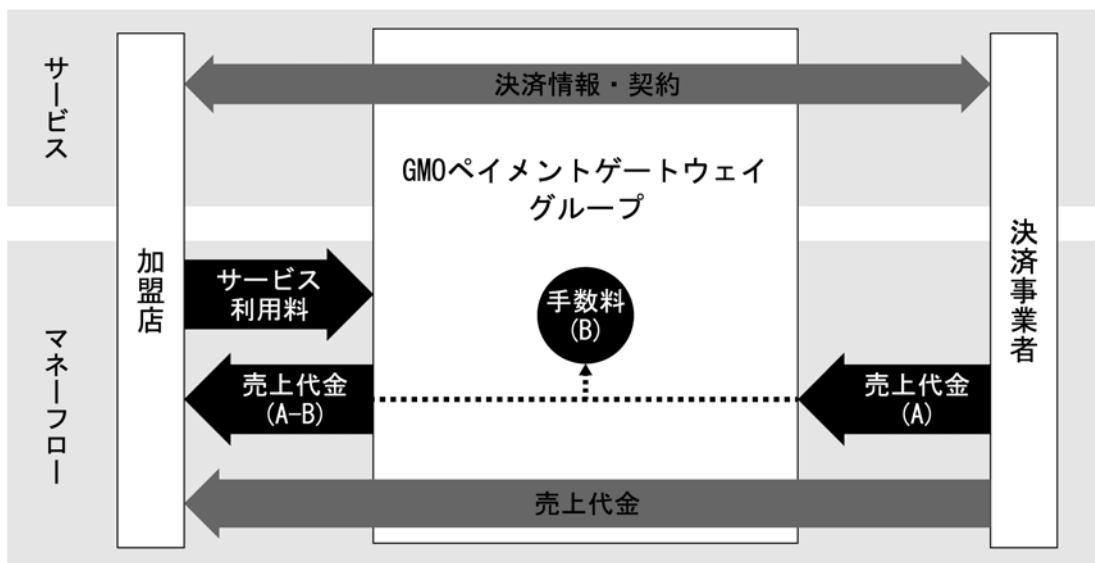 サービス
決済情報・契約
GMOペイメントゲートウェイ
グループ
加盟店
決済事業者
マネーフロー
サービス
利用料
手数料
(B)
売上代金
(A-B)
売上代金
(A)
売上代金